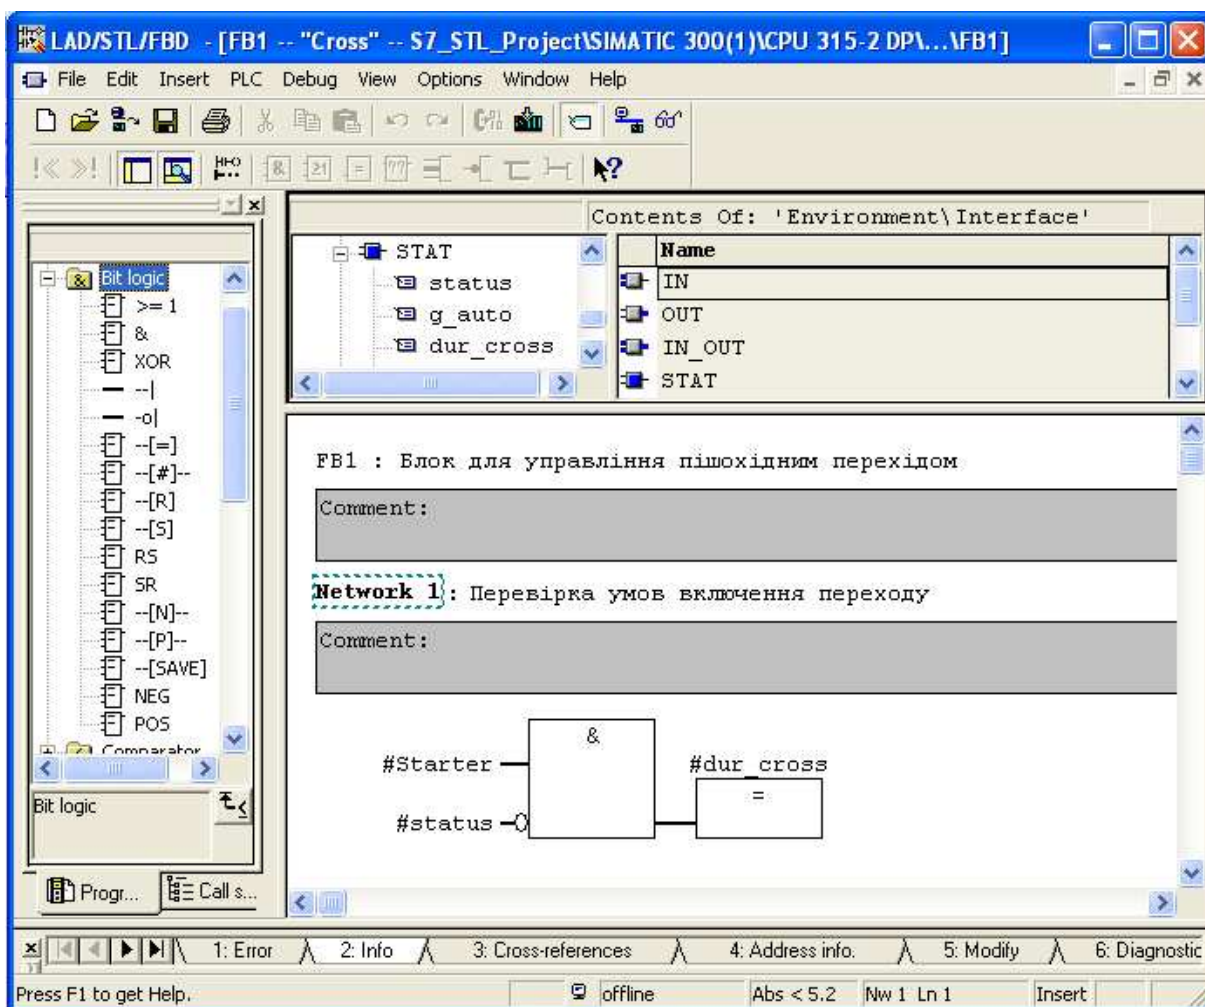 LAD/STL/FBD - [FB1 -- "Cross" -- S7_STL_Project\SIMATIC 300(1)\CPU 315-2 DP\...\FB1]
File Edit Insert PLC Debug View Options Window Help
Contents Of: 'Environment\Interface'
STAT
status
g_auto
dur_cross
Name
IN
OUT
IN_OUT
STAT
Bit logic
>=1
&
XOR
--|
-o|
--[=]
--[#]--
--[R]
--[S]
RS
SR
--[N]--
--[P]--
--[SAVE]
NEG
POS
Comparator
Bit logic
Progr... Call s...
FB1 : Блок для управління пішохідним перехідом
Comment:
Network 1 : Перевірка умов включення переходу
Comment:
&
#Starter
#status
#dur_cross
=
1: Error 2: Info 3: Cross-references 4: Address info. 5: Modify 6: Diagnostic
Press F1 to get Help. offline Abs < 5.2 Nw 1 Ln 1 Insert